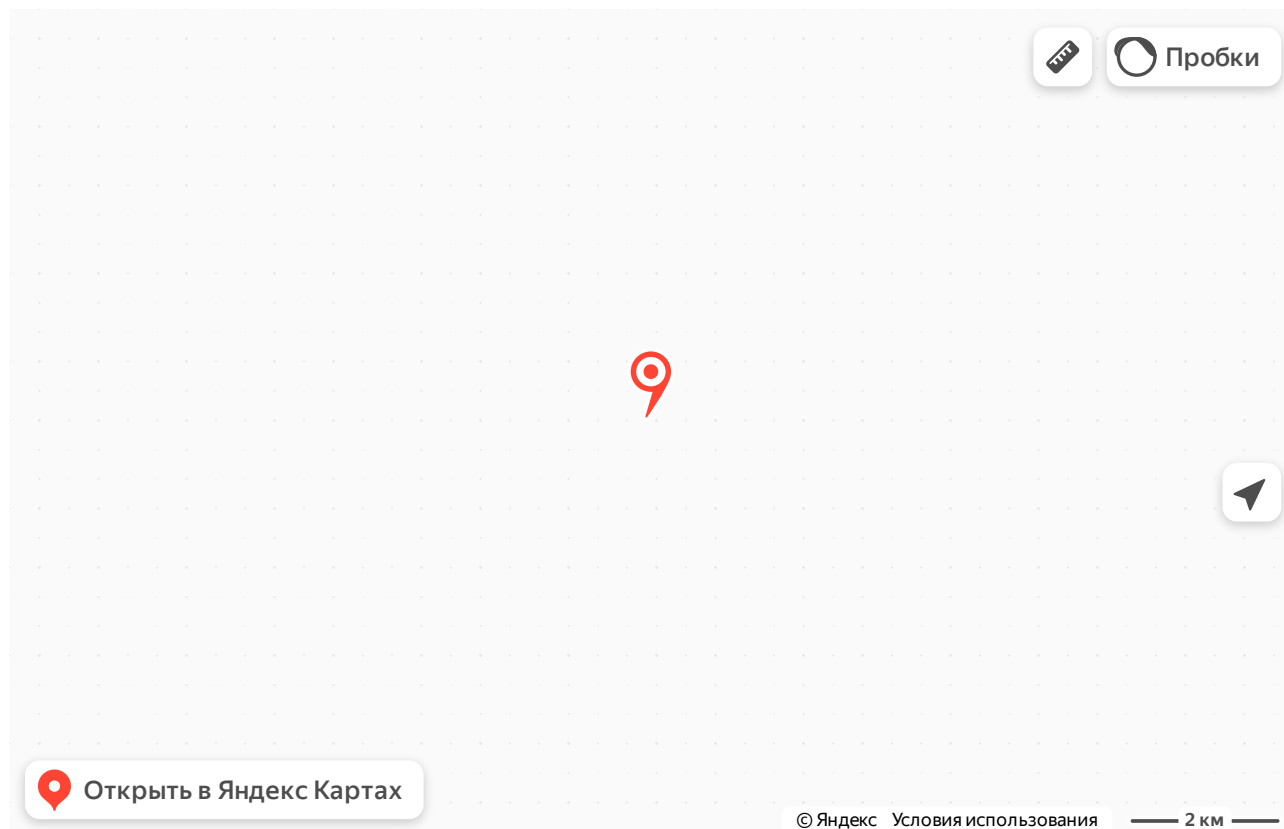 Пробки
Открыть в Яндекс Картах
© Яндекс Условия использования 2 км